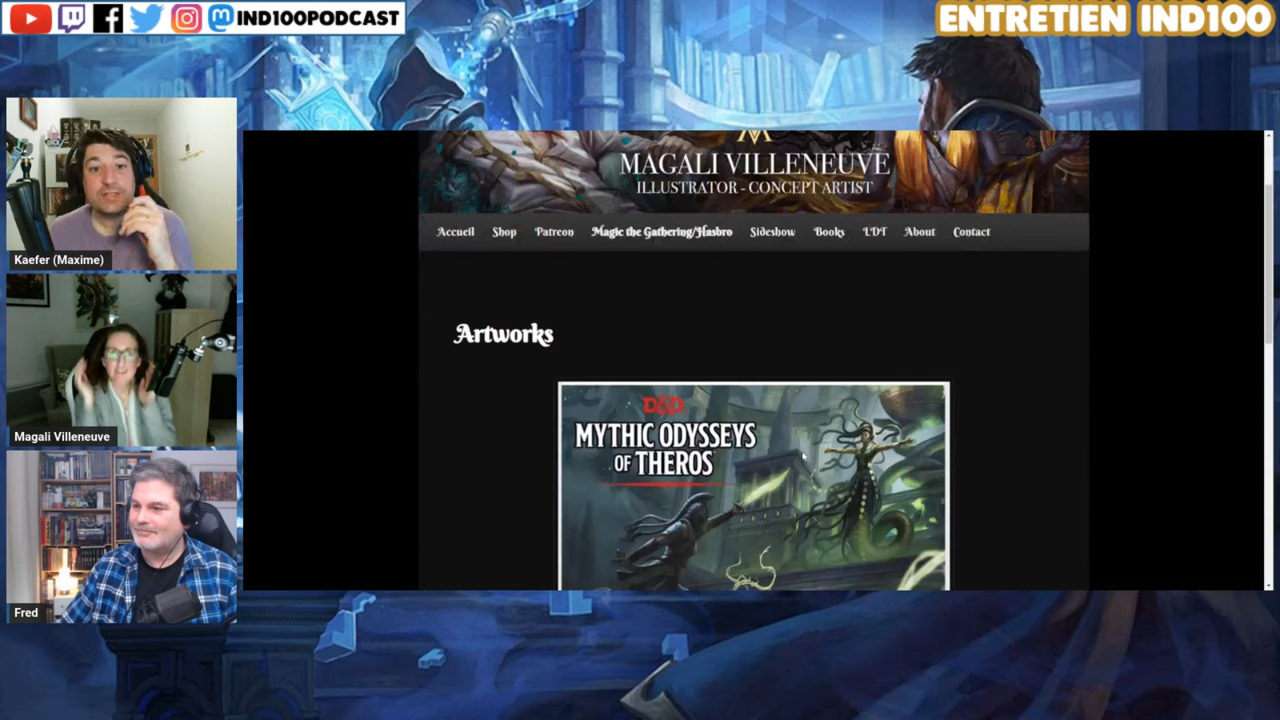 IND100PODCAST
ENTRETIEN IND100
Kaefer (Maxime)
Magali Villeneuve
Fred
MAGALI VILLENEUVE
ILLUSTRATOR - CONCEPT ARTIST
Accueil Shop Patreon Magic the Gathering/Hasbro Sideshow Books LDT About Contact
Artworks
D&D
MYTHIC ODYSSEYS
OF THEROS